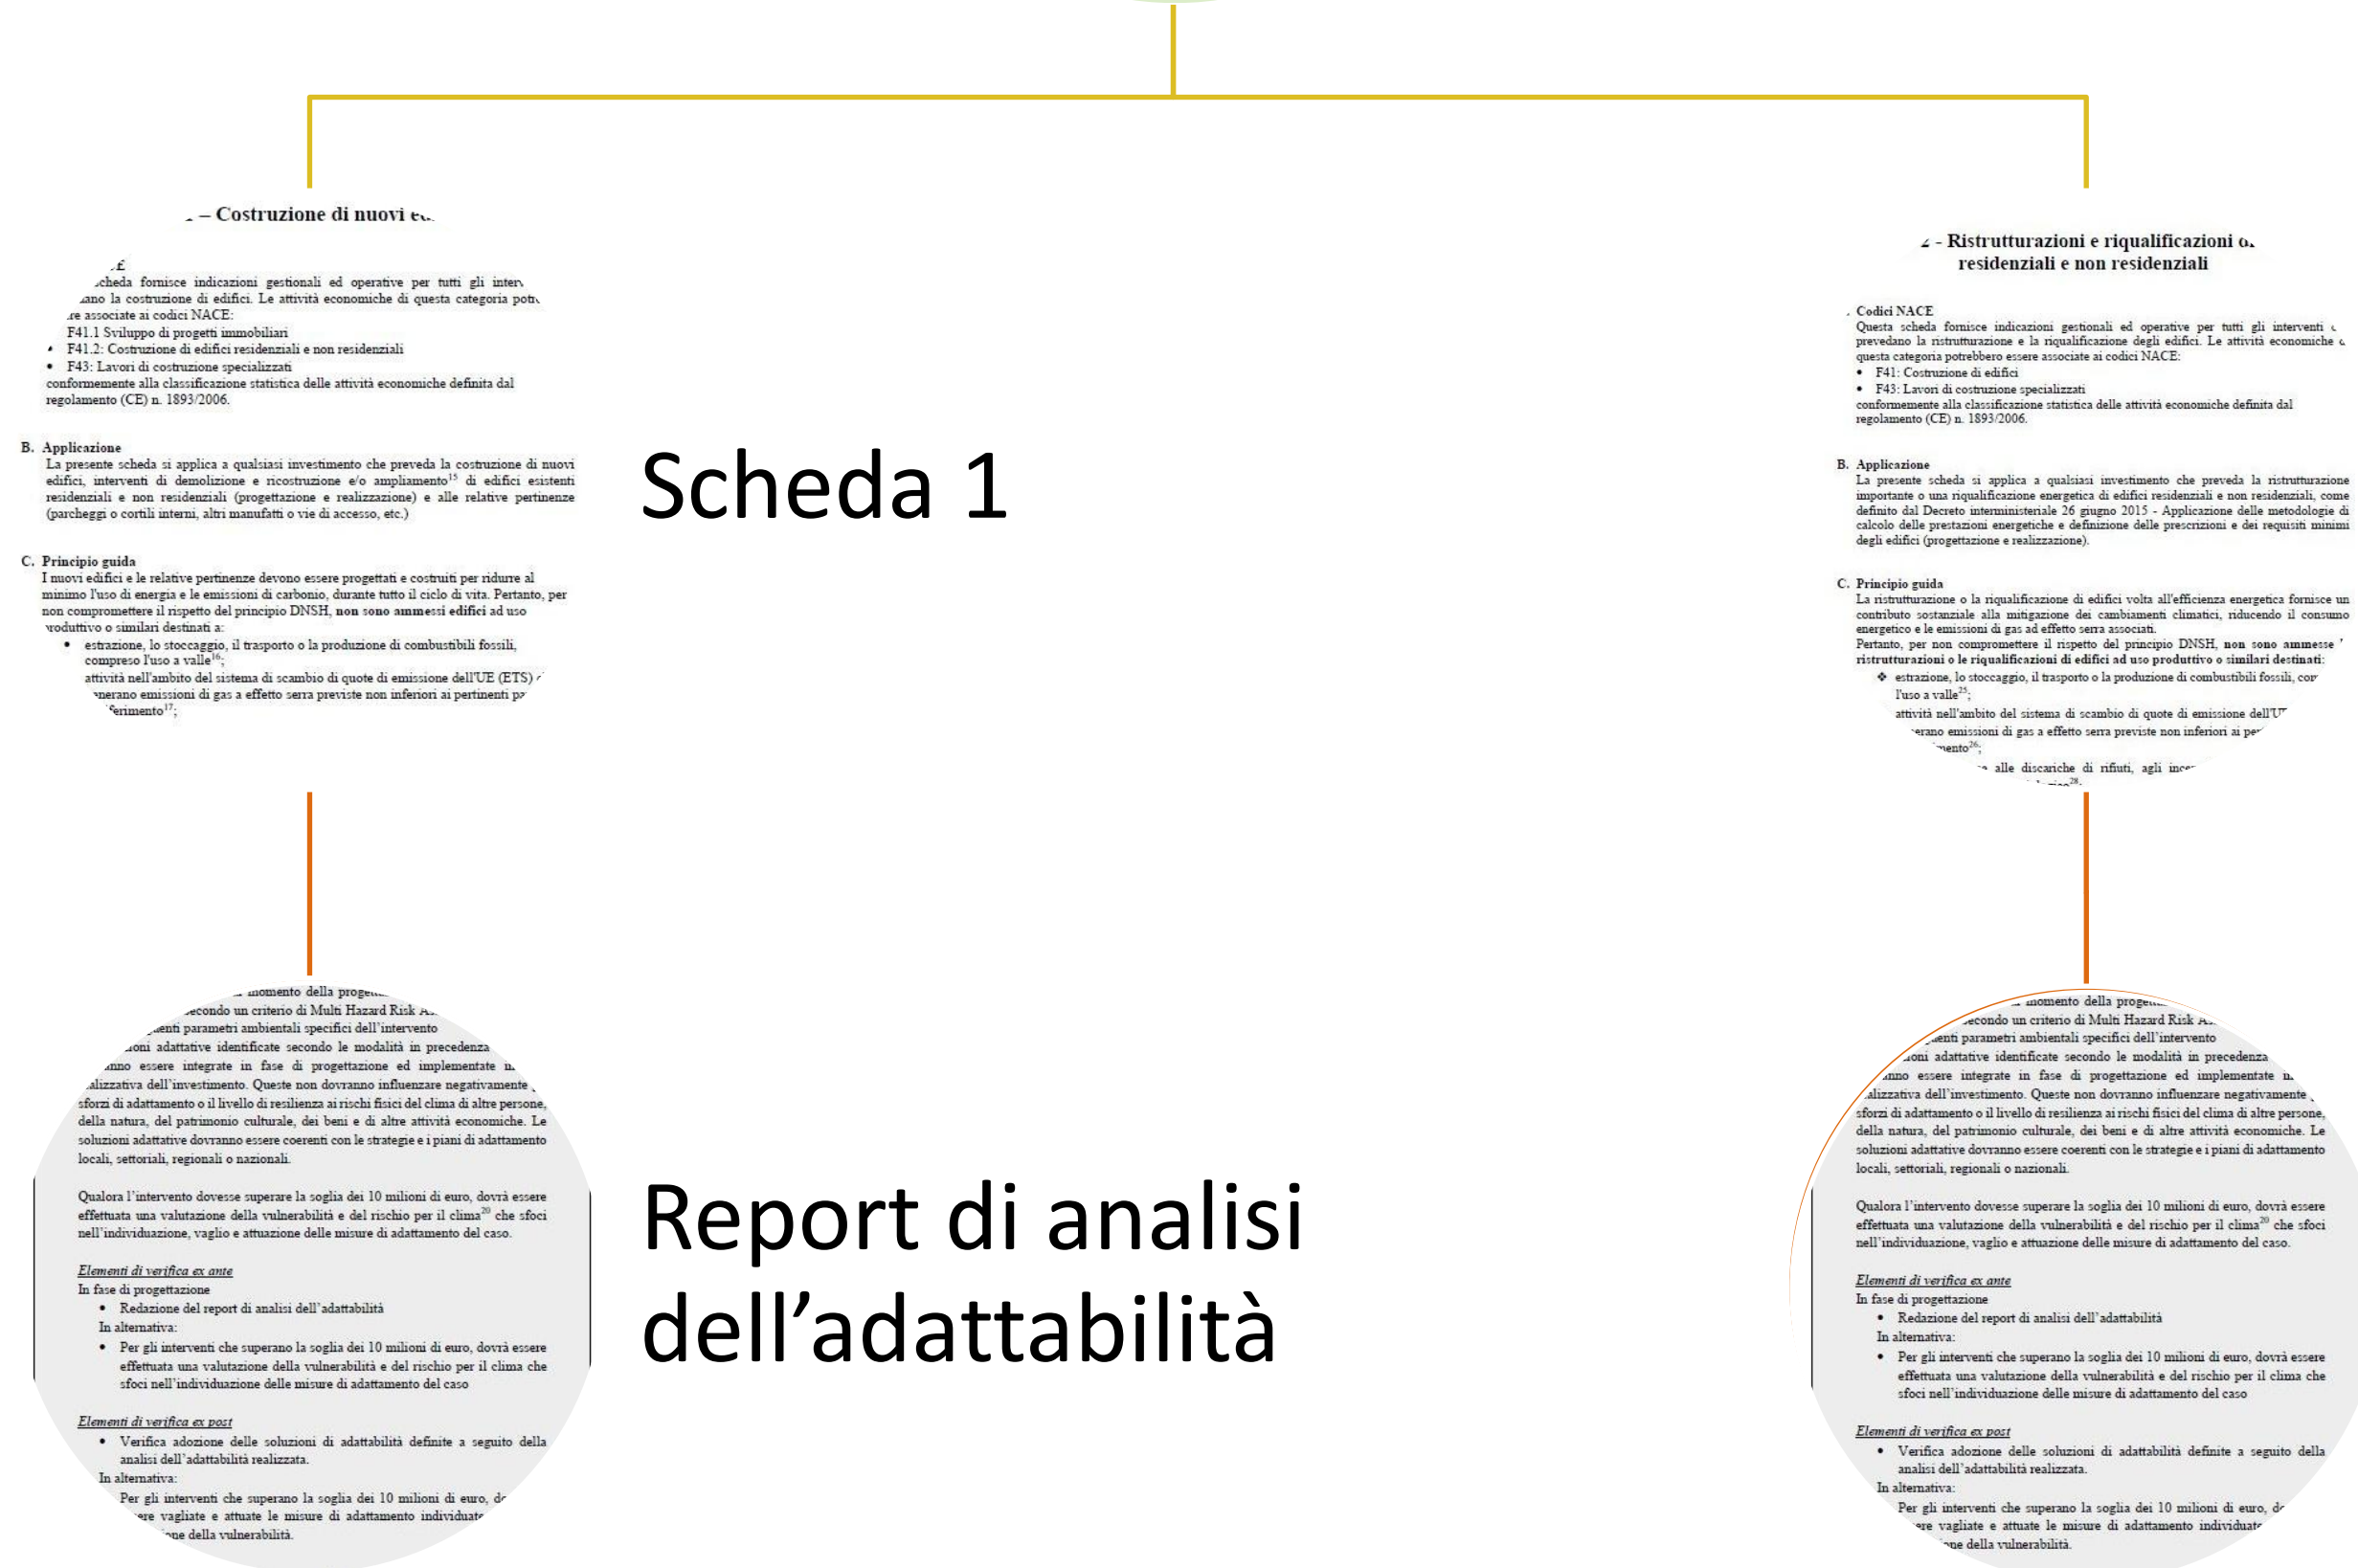 – Costruzione di nuovi
scheda fornisce indicazioni gestionali ed operative per tutti gli
la costruzione di edifici. Le attività economiche di questa categoria
associate ai codici NACE:
F41.1 Sviluppo di progetti immobiliari
• F41.2: Costruzione di edifici residenziali e non residenziali
• F43: Lavori di costruzione specializzati
conformemente alla classificazione statistica delle attività economiche definita dal
regolamento (CE) n. 1893/2006.
B. Applicazione
La presente scheda si applica a qualsiasi investimento che preveda la costruzione di nuovi
edifici, interventi di demolizione e ricostruzione e/o ampliamento15 di edifici esistenti
residenziali e non residenziali (progettazione e realizzazione) e alle relative pertinenze
(parcheggi o cortili interni, altri manufatti o vie di accesso, etc.)
C. Principio guida
I nuovi edifici e le relative pertinenze devono essere progettati e costruiti per ridurre al
minimo l'uso di energia e le emissioni di carbonio, durante tutto il ciclo di vita. Pertanto, per
non compromettere il rispetto del principio DNSH, non sono ammessi edifici ad uso
produttivo o similari destinati a:
• estrazione, lo stoccaggio, il trasporto o la produzione di combustibili fossili,
compreso l'uso a valle16;
attività nell'ambito del sistema di scambio di quote di emissione dell'UE (ETS)
emissioni di gas a effetto serra previste non inferiori ai pertinenti
17;
Scheda 1
2 - Ristrutturazioni e riqualificazioni
residenziali e non residenziali
Codici NACE
Questa scheda fornisce indicazioni gestionali ed operative per tutti gli interventi
prevedano la ristrutturazione e la riqualificazione degli edifici. Le attività economiche
questa categoria potrebbero essere associate ai codici NACE:
• F41: Costruzione di edifici
• F43: Lavori di costruzione specializzati
conformemente alla classificazione statistica delle attività economiche definita dal
regolamento (CE) n. 1893/2006.
B. Applicazione
La presente scheda si applica a qualsiasi investimento che preveda la ristrutturazione
importante o una riqualificazione energetica di edifici residenziali e non residenziali, come
definito dal Decreto interministeriale 26 giugno 2015 - Applicazione delle metodologie di
calcolo delle prestazioni energetiche e definizione delle prescrizioni e dei requisiti minimi
degli edifici (progettazione e realizzazione).
C. Principio guida
La ristrutturazione o la riqualificazione di edifici volta all'efficienza energetica fornisce un
contributo sostanziale alla mitigazione dei cambiamenti climatici, riducendo il consumo
energetico e le emissioni di gas ad effetto serra associati.
Pertanto, per non compromettere il rispetto del principio DNSH, non sono ammesse
ristrutturazioni o le riqualificazioni di edifici ad uso produttivo o similari destinati:
❖ estrazione, lo stoccaggio, il trasporto o la produzione di combustibili fossili,
l'uso a valle25;
attività nell'ambito del sistema di scambio di quote di emissione
emissioni di gas a effetto serra previste non inferiori ai
26;
alle discariche di rifiuti, agli
28
momento della
secondo un criterio di Multi Hazard Risk
parametri ambientali specifici dell'intervento
adattative identificate secondo le modalità in precedenza
essere integrate in fase di progettazione ed implementate
dell'investimento. Queste non dovranno influenzare negativamente
sforzi di adattamento o il livello di resilienza ai rischi fisici del clima di altre persone,
della natura, del patrimonio culturale, dei beni e di altre attività economiche. Le
soluzioni adattative dovranno essere coerenti con le strategie e i piani di adattamento
locali, settoriali, regionali o nazionali.
Qualora l'intervento dovesse superare la soglia dei 10 milioni di euro, dovrà essere
effettuata una valutazione della vulnerabilità e del rischio per il clima20 che sfoci
nell'individuazione, vaglio e attuazione delle misure di adattamento del caso.
Elementi di verifica ex ante
In fase di progettazione
• Redazione del report di analisi dell'adattabilità
In alternativa:
• Per gli interventi che superano la soglia dei 10 milioni di euro, dovrà essere
effettuata una valutazione della vulnerabilità e del rischio per il clima che
sfoci nell'individuazione delle misure di adattamento del caso
Elementi di verifica ex post
• Verifica adozione delle soluzioni di adattabilità definite a seguito della
analisi dell'adattabilità realizzata.
In alternativa:
Per gli interventi che superano la soglia dei 10 milioni di euro,
vagliate e attuate le misure di adattamento
della vulnerabilità.
Report di analisi
dell'adattabilità
momento della
secondo un criterio di Multi Hazard Risk
parametri ambientali specifici dell'intervento
adattative identificate secondo le modalità in precedenza
essere integrate in fase di progettazione ed implementate
dell'investimento. Queste non dovranno influenzare negativamente
sforzi di adattamento o il livello di resilienza ai rischi fisici del clima di altre persone,
della natura, del patrimonio culturale, dei beni e di altre attività economiche. Le
soluzioni adattative dovranno essere coerenti con le strategie e i piani di adattamento
locali, settoriali, regionali o nazionali.
Qualora l'intervento dovesse superare la soglia dei 10 milioni di euro, dovrà essere
effettuata una valutazione della vulnerabilità e del rischio per il clima20 che sfoci
nell'individuazione, vaglio e attuazione delle misure di adattamento del caso.
Elementi di verifica ex ante
In fase di progettazione
• Redazione del report di analisi dell'adattabilità
In alternativa:
• Per gli interventi che superano la soglia dei 10 milioni di euro, dovrà essere
effettuata una valutazione della vulnerabilità e del rischio per il clima che
sfoci nell'individuazione delle misure di adattamento del caso
Elementi di verifica ex post
• Verifica adozione delle soluzioni di adattabilità definite a seguito della
analisi dell'adattabilità realizzata.
In alternativa:
Per gli interventi che superano la soglia dei 10 milioni di euro,
vagliate e attuate le misure di adattamento
della vulnerabilità.